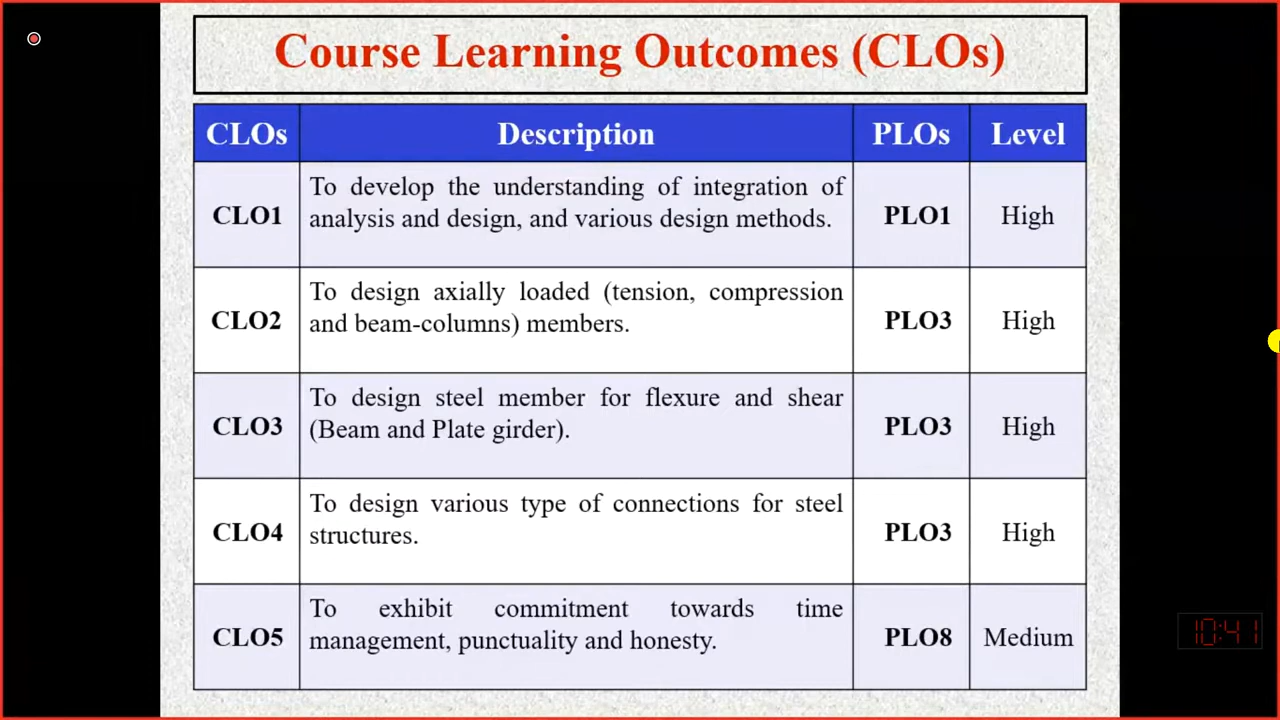 Course Learning Outcomes (CLOs)
CLOs Description PLOs Level
To develop the understanding of integration of
CLO1 analysis and design, and various design methods. PLO1 High
To design axially loaded (tension, compression
CLO2 and beam-columns) members. PLO3 High
To design steel member for flexure and shear
CLO3 (Beam and Plate girder). PLO3 High
To design various type of connections for steel
CLO4 structures. PLO3 High
To exhibit commitment towards time
CLO5 management, punctuality and honesty. PLO8 Medium
10:41